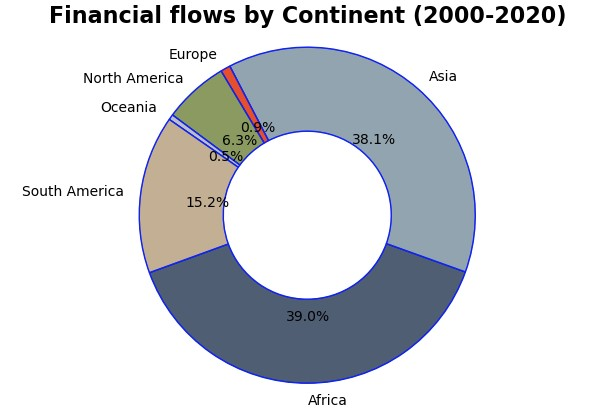 Financial flows by Continent (2000-2020)
Europe
Asia
North America
Oceania
0.9%
6.3%
38.1%
0.5%
South America
15.2%
39.0%
Africa